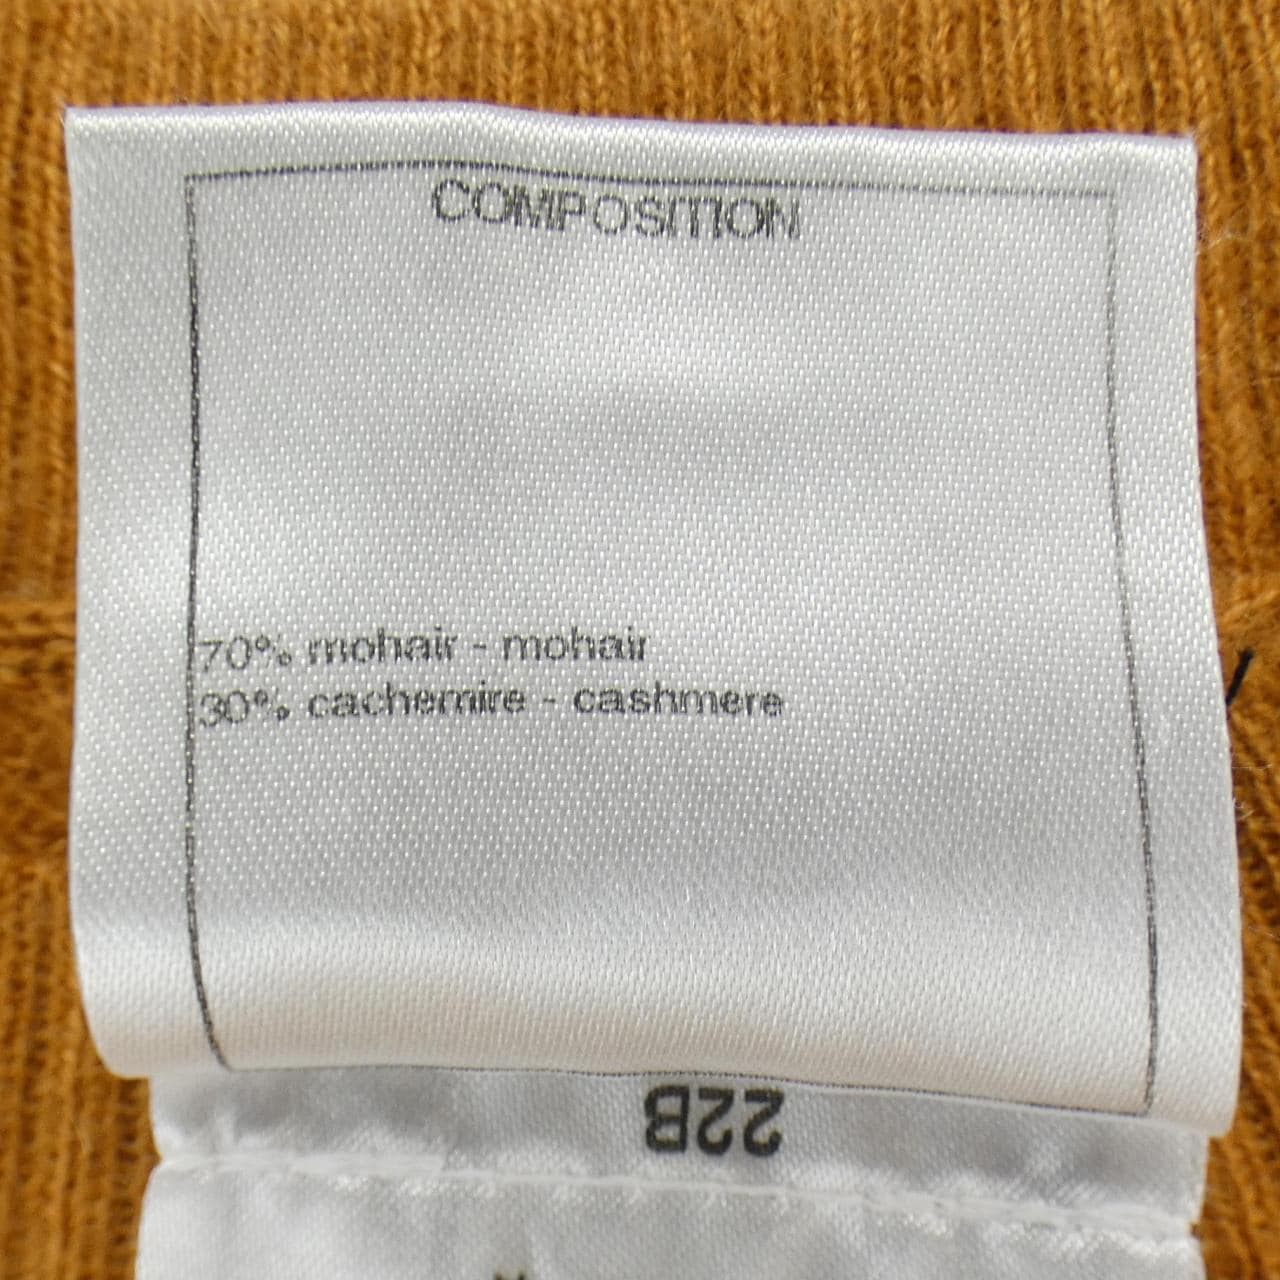 COMPOSITION
70% mohair - mohair
30% cachemire - cashmere
22B